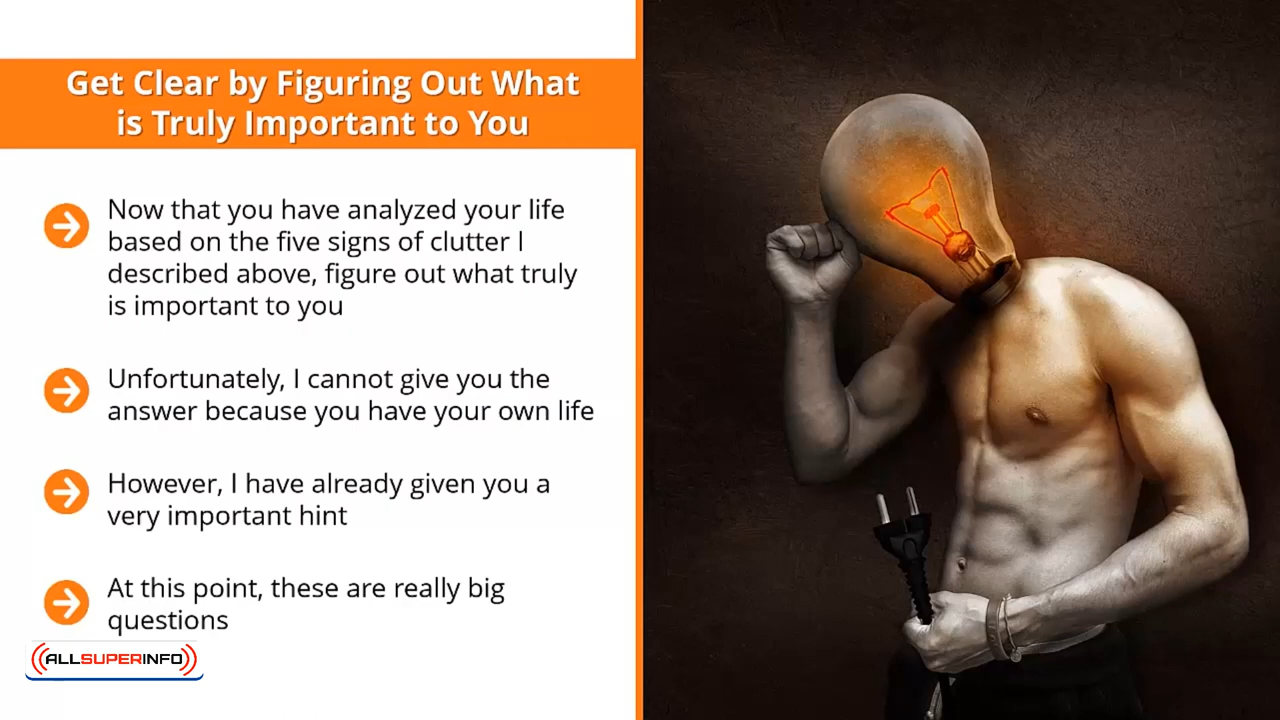 Get Clear by Figuring Out What
is Truly Important to You
Now that you have analyzed your life
based on the five signs of clutter I
described above, figure out what truly
is important to you
Unfortunately, I cannot give you the
answer because you have your own life
However, I have already given you a
very important hint
At this point, these are really big
questions
ALLSUPERINFO